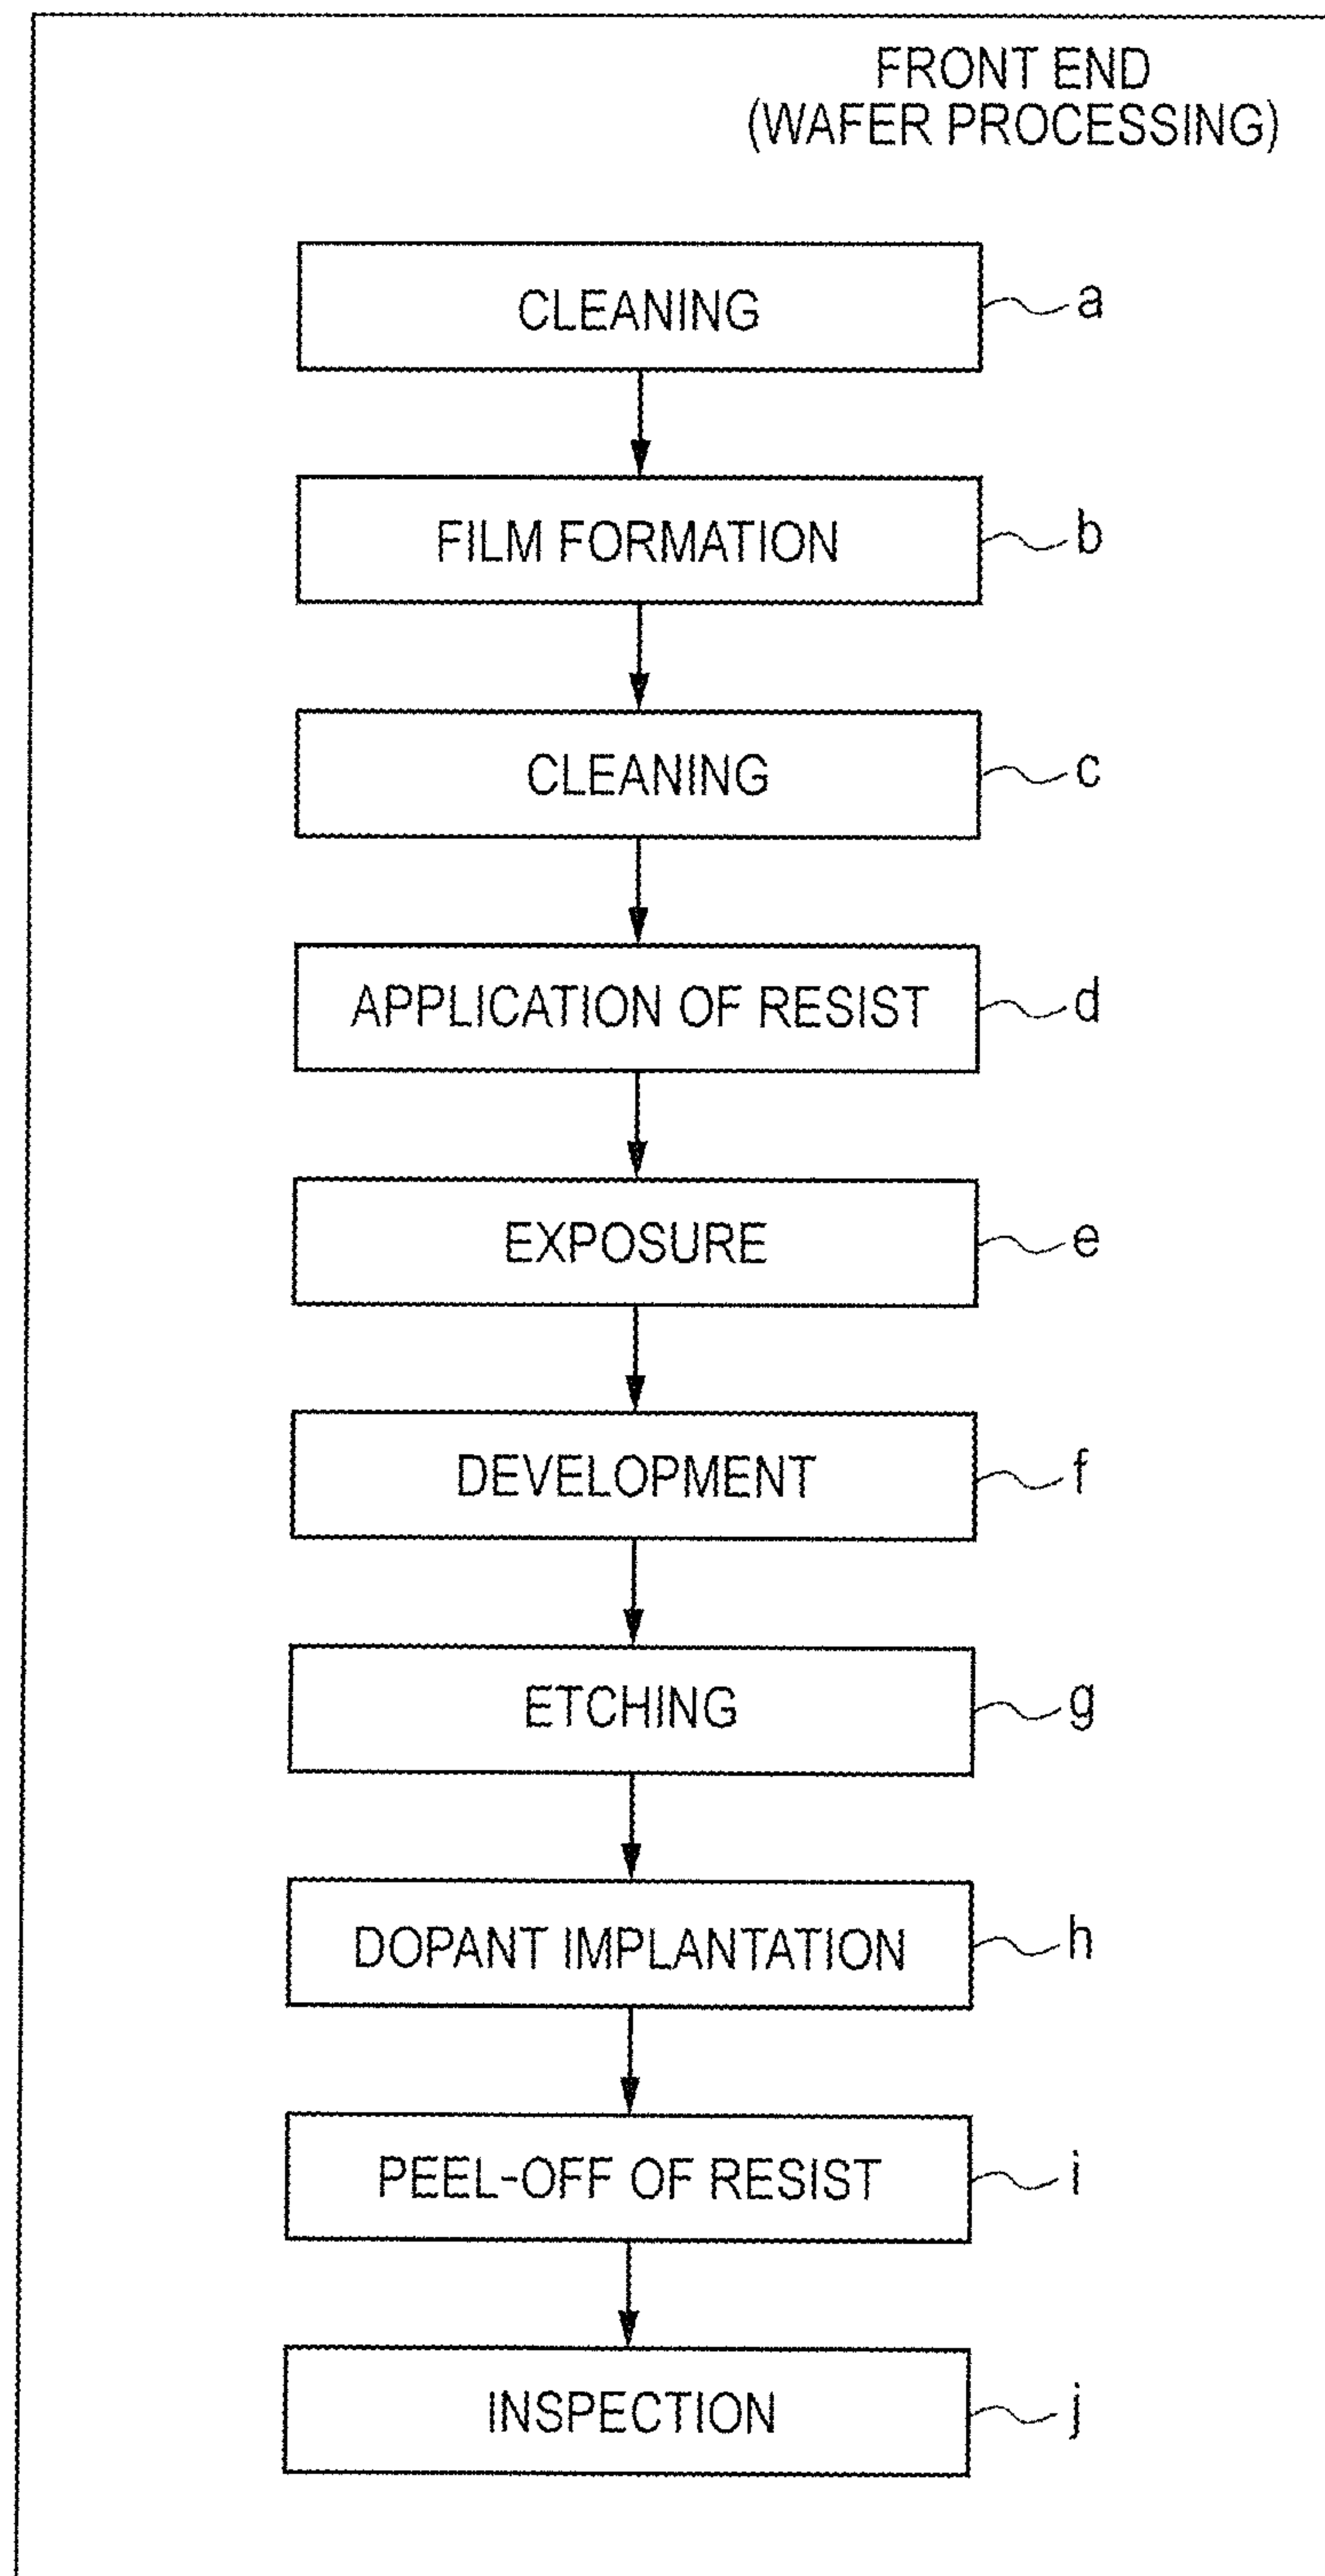 FRONT END
(WAFER PROCESSING)
CLEANING a
FILM FORMATION b
CLEANING c
APPLICATION OF RESIST d
EXPOSURE e
DEVELOPMENT f
ETCHING g
DOPANT IMPLANTATION h
PEEL-OFF OF RESIST i
INSPECTION j